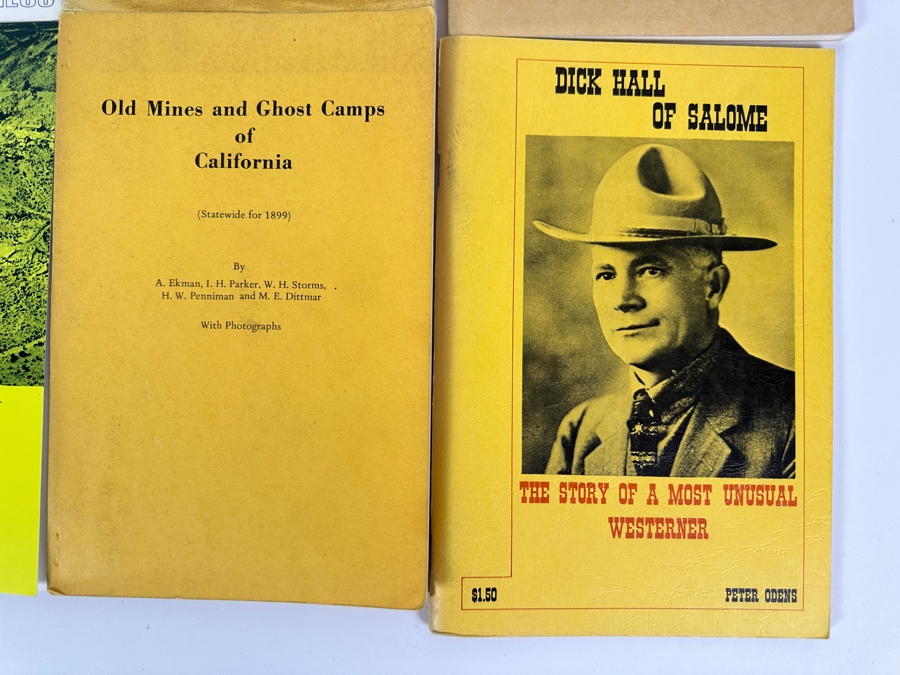 Old Mines and Ghost Camps
of
California
(Statewide for 1899)
By
A. Ekman, I. H. Parker, W. H. Storms,
H. W. Penniman and M. E. Dittmar
With Photographs
DICK HALL
OF SALOME
THE STORY OF A MOST UNUSUAL
WESTERNER
$1.50
PETER ODENS